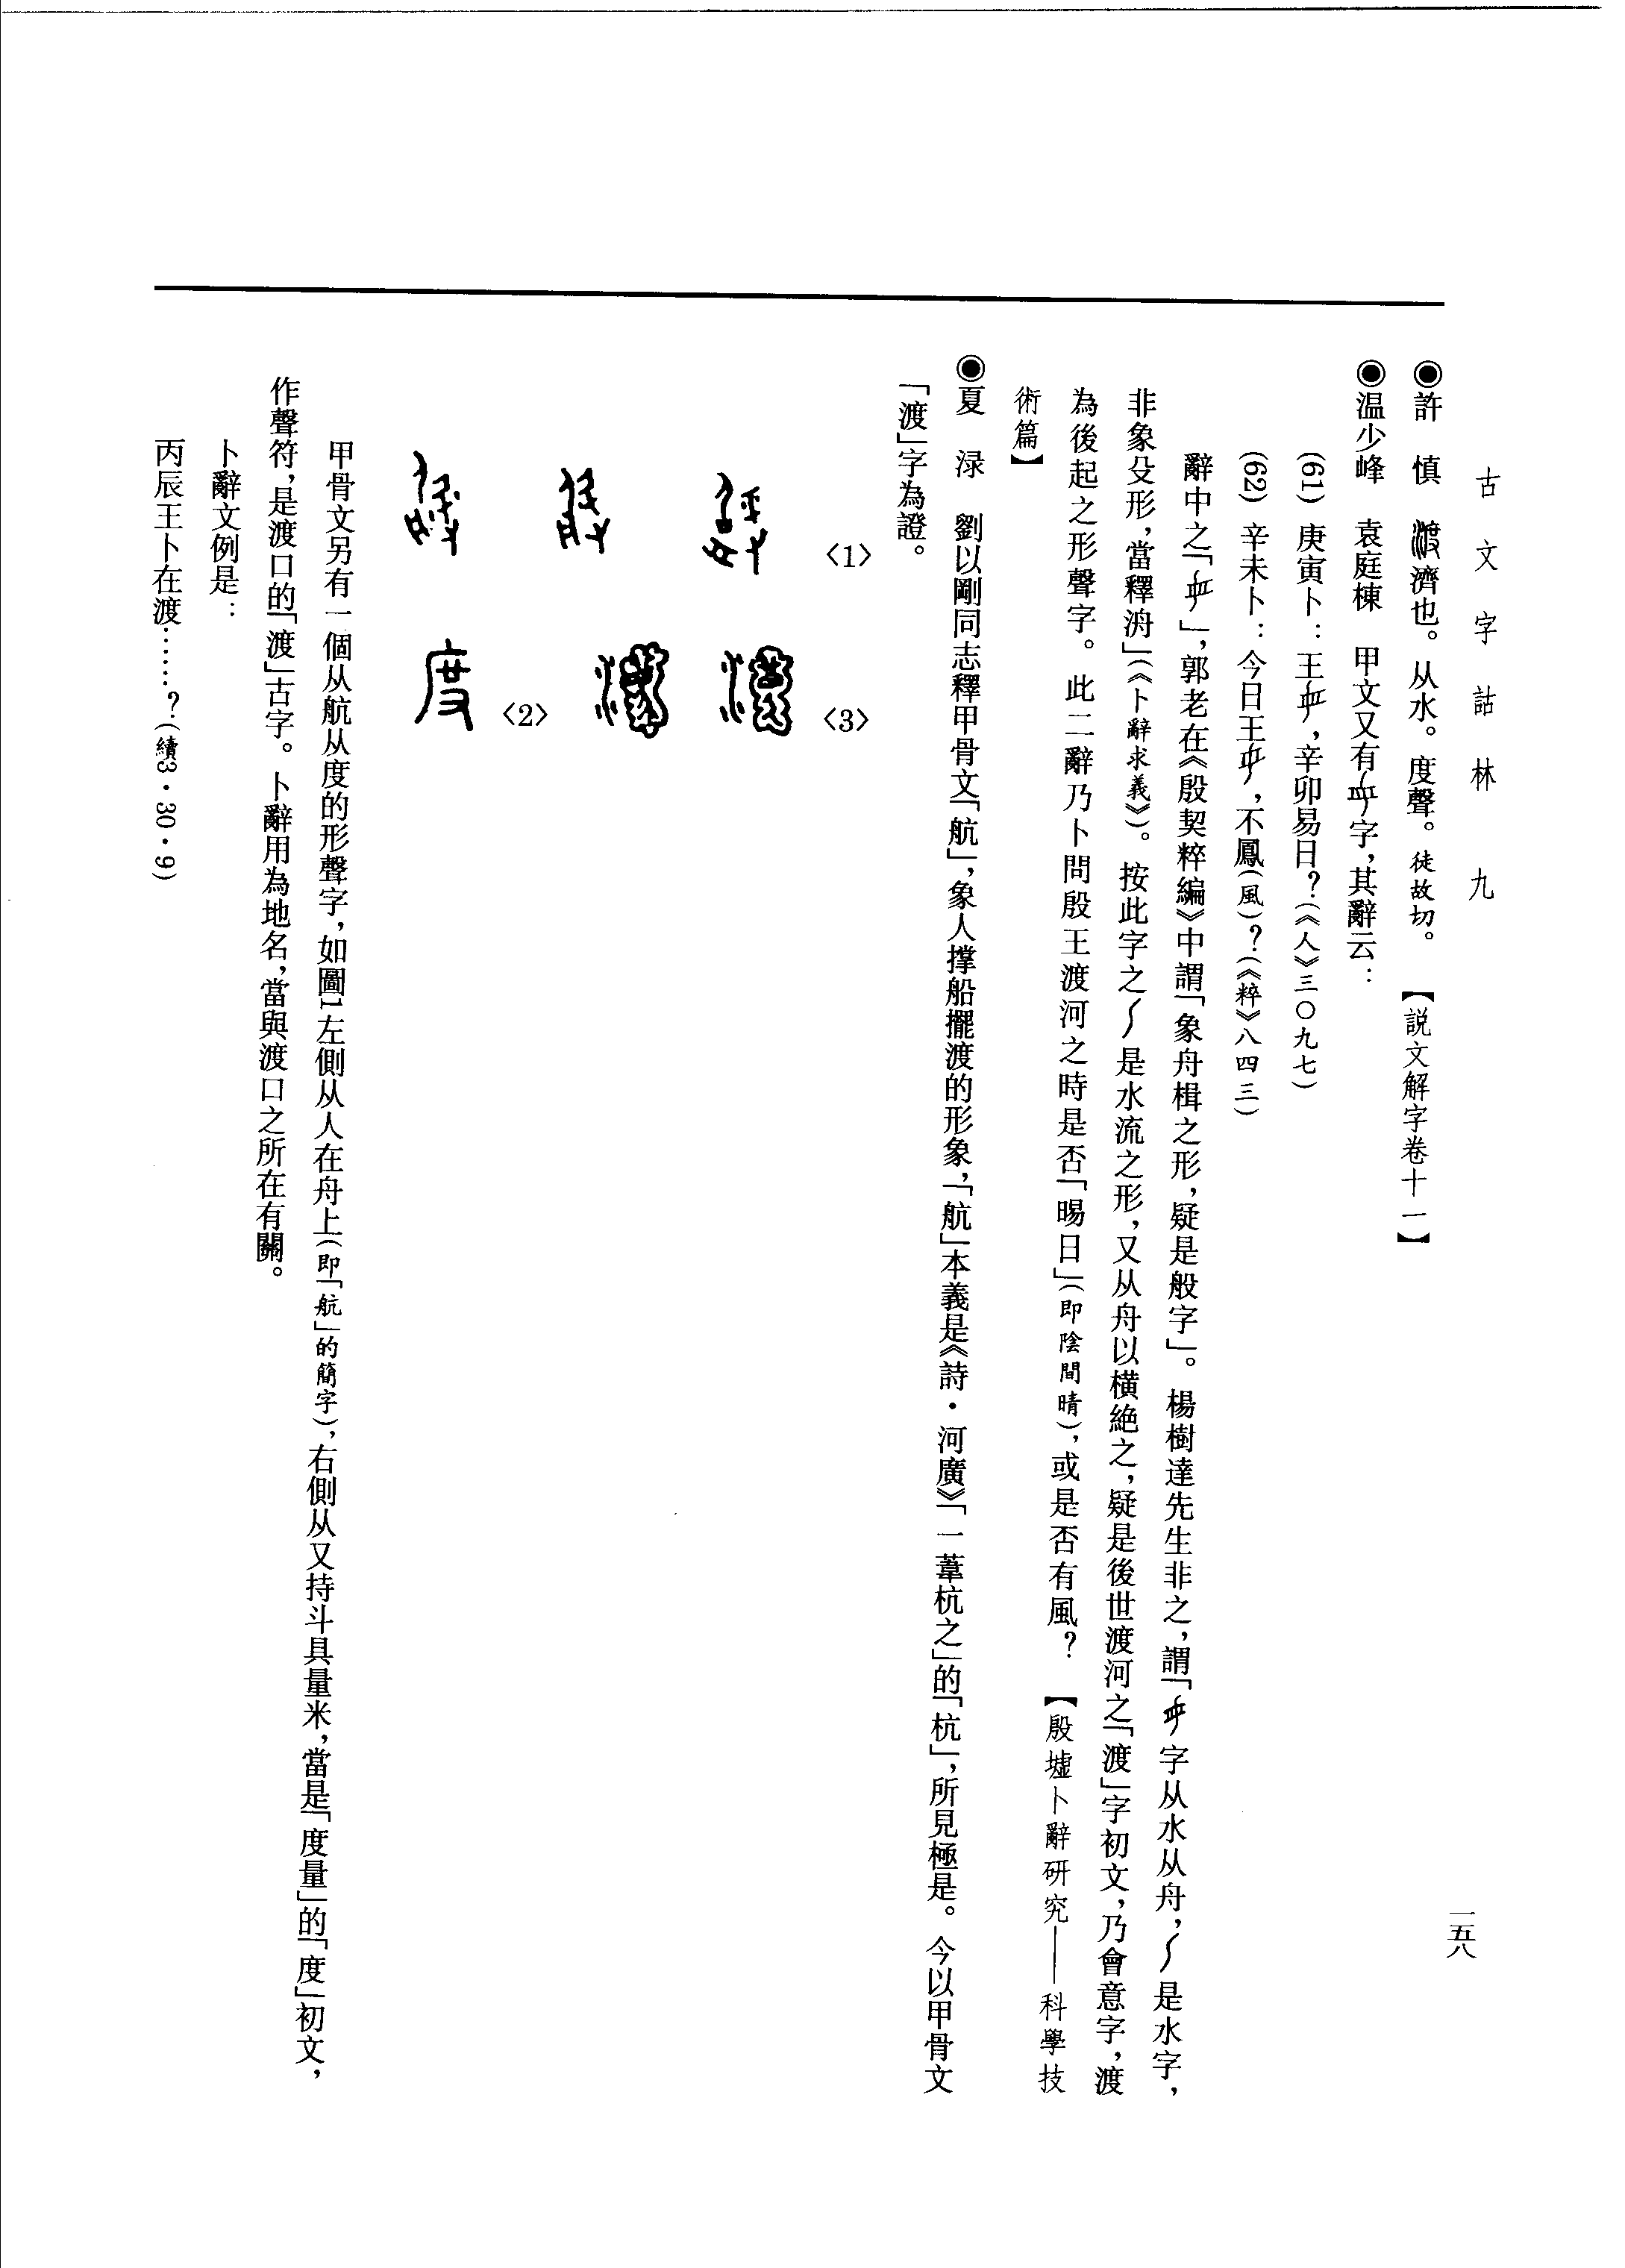 古文字詁林 九
一五八
◉許 慎 濟也。从水。度聲。徒故切。 【説文解字卷十一】
◉温少峰 袁庭棟 甲文又有字，其辭云：
(61) 庚寅卜：王，辛卯易日？(《人》三〇九七)
(62) 辛未卜：今日王，不鳳(風)？(《粹》八四三)
辭中之「」，郭老在《殷契粹編》中謂「象舟楫之形，疑是般字」。楊樹達先生非之，謂「字从水从舟，是水字，
非象殳形，當釋洀」(《卜辭求義》)。按此字之是水流之形，又从舟以橫絶之，疑是後世渡河之「渡」字初文，乃會意字，渡
為後起之形聲字。此二辭乃卜問殷王渡河之時是否「晹日」(即陰間晴)，或是否有風？ 【殷墟卜辭研究——科學技
術篇】
◉夏 渌 劉以剛同志釋甲骨文「航」，象人撐船擺渡的形象，「航」本義是《詩·河廣》「一葦杭之」的「杭」，所見極是。今以甲骨文
「渡」字為證。
〈1〉
〈3〉
度〈2〉
甲骨文另有一個从航从度的形聲字，如圖1左側从人在舟上(即「航」的簡字)，右側从又持斗具量米，當是「度量」的「度」初文，
作聲符，是渡口的「渡」古字。卜辭用為地名，當與渡口之所在有關。
卜辭文例是：
丙辰王卜在渡……？(續3·30·9)